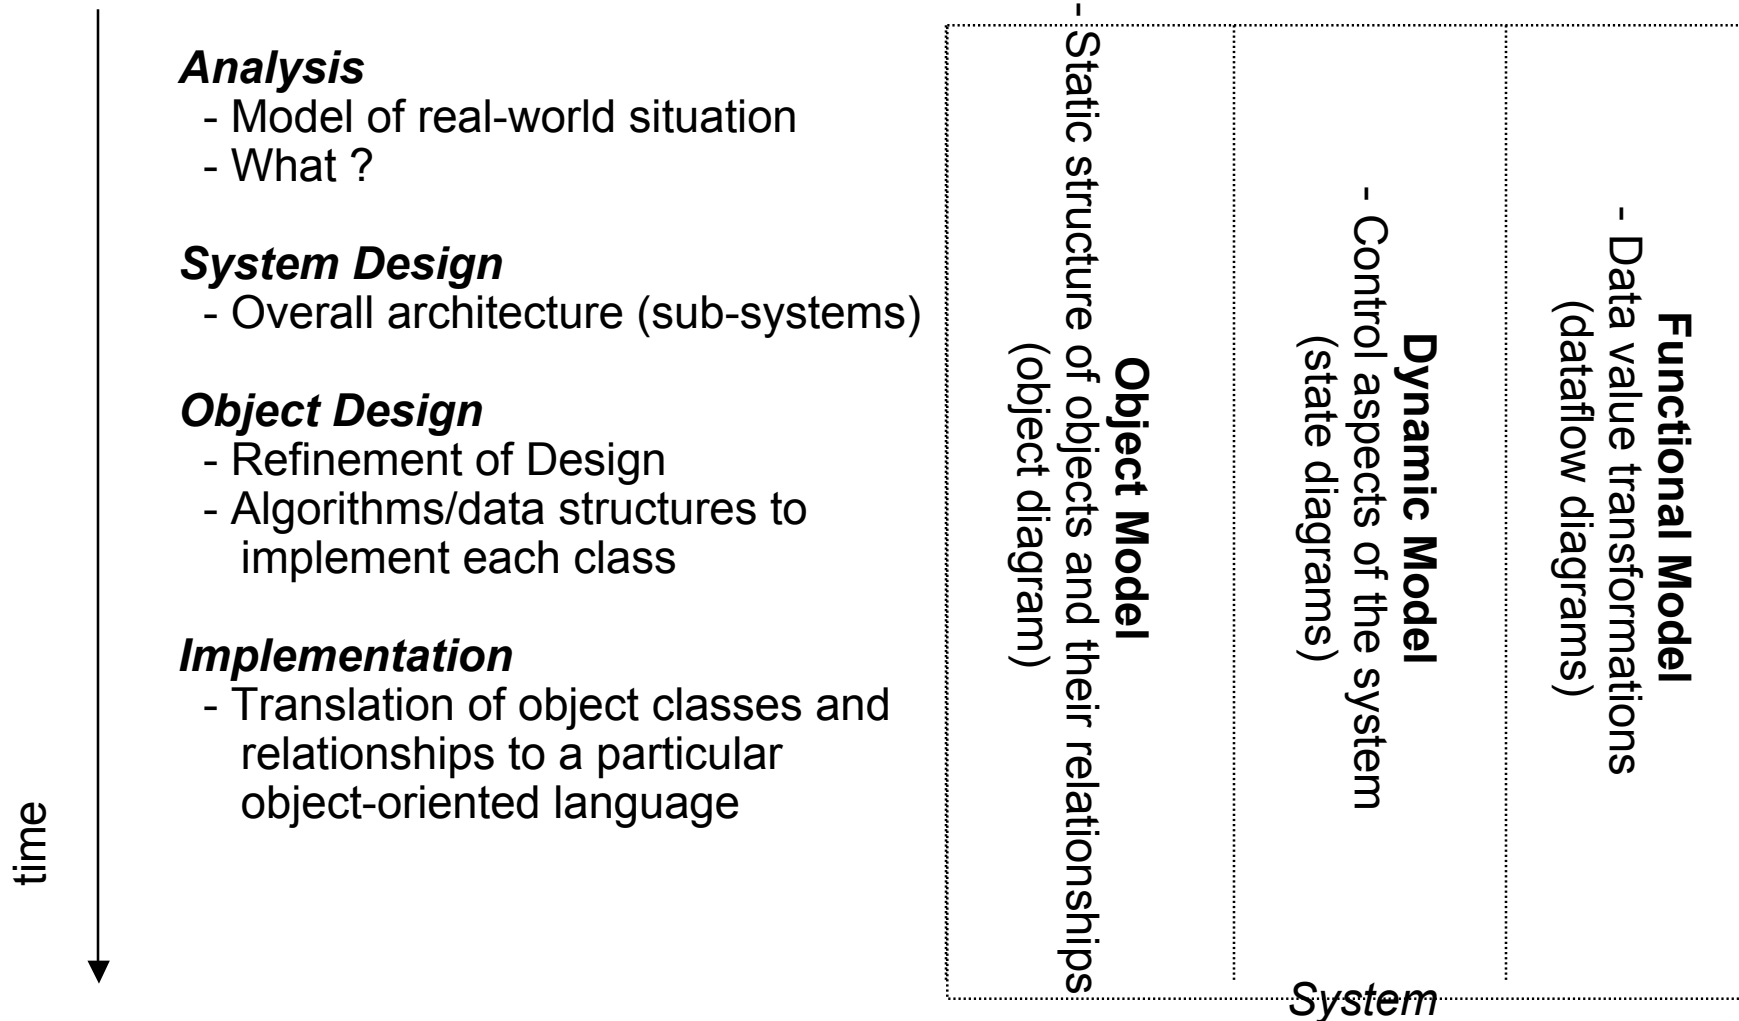 Analysis
- Model of real-world situation
- What ?
System Design
- Overall architecture (sub-systems)
Object Design
- Refinement of Design
- Algorithms/data structures to
implement each class
Implementation
- Translation of object classes and
relationships to a particular
object-oriented language
time
Object Model
- Static structure of objects and their relationships
(object diagram)
Dynamic Model
- Control aspects of the system
(state diagrams)
Functional Model
- Data value transformations
(dataflow diagrams)
System